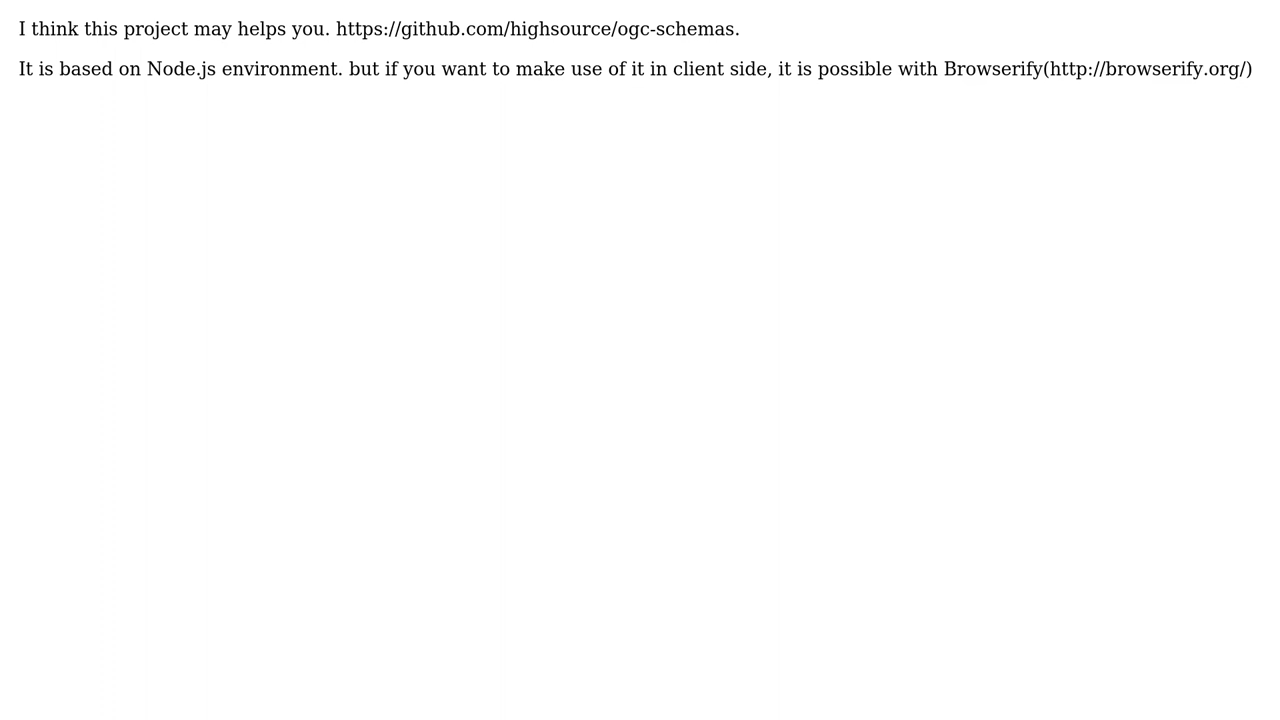 I think this project may helps you. https://github.com/highsource/ogc-schemas.
It is based on Node.js environment. but if you want to make use of it in client side, it is possible with Browserify(http://browserify.org/)